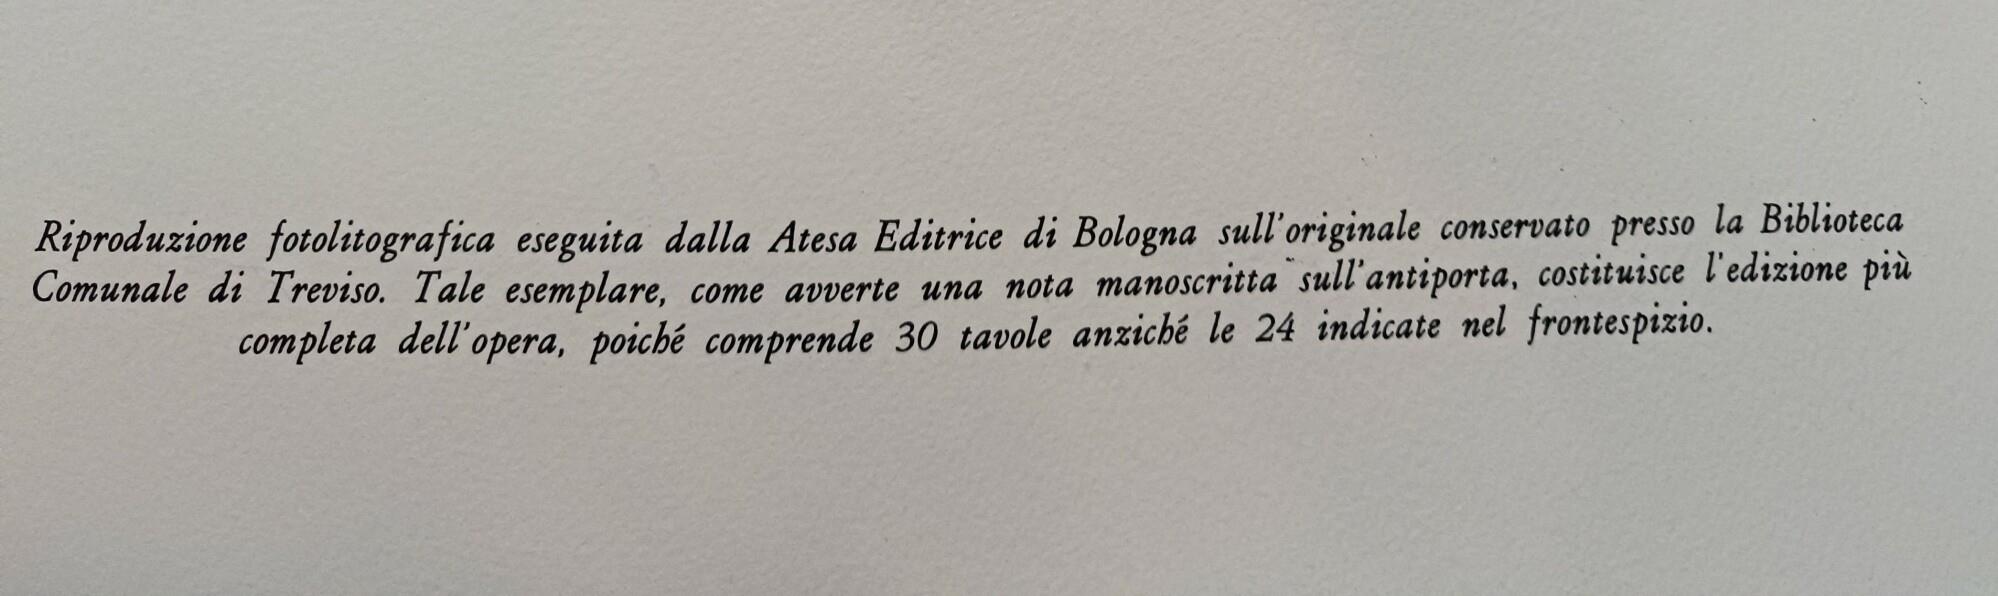 Riproduzione fotolitografica eseguita dalla Atesa Editrice di Bologna sull'originale conservato presso la Biblioteca
Comunale di Treviso. Tale esemplare, come avverte una nota manoscritta sull'antiporta, costituisce l'edizione più
completa dell'opera, poiché comprende 30 tavole anziché le 24 indicate nel frontespizio.